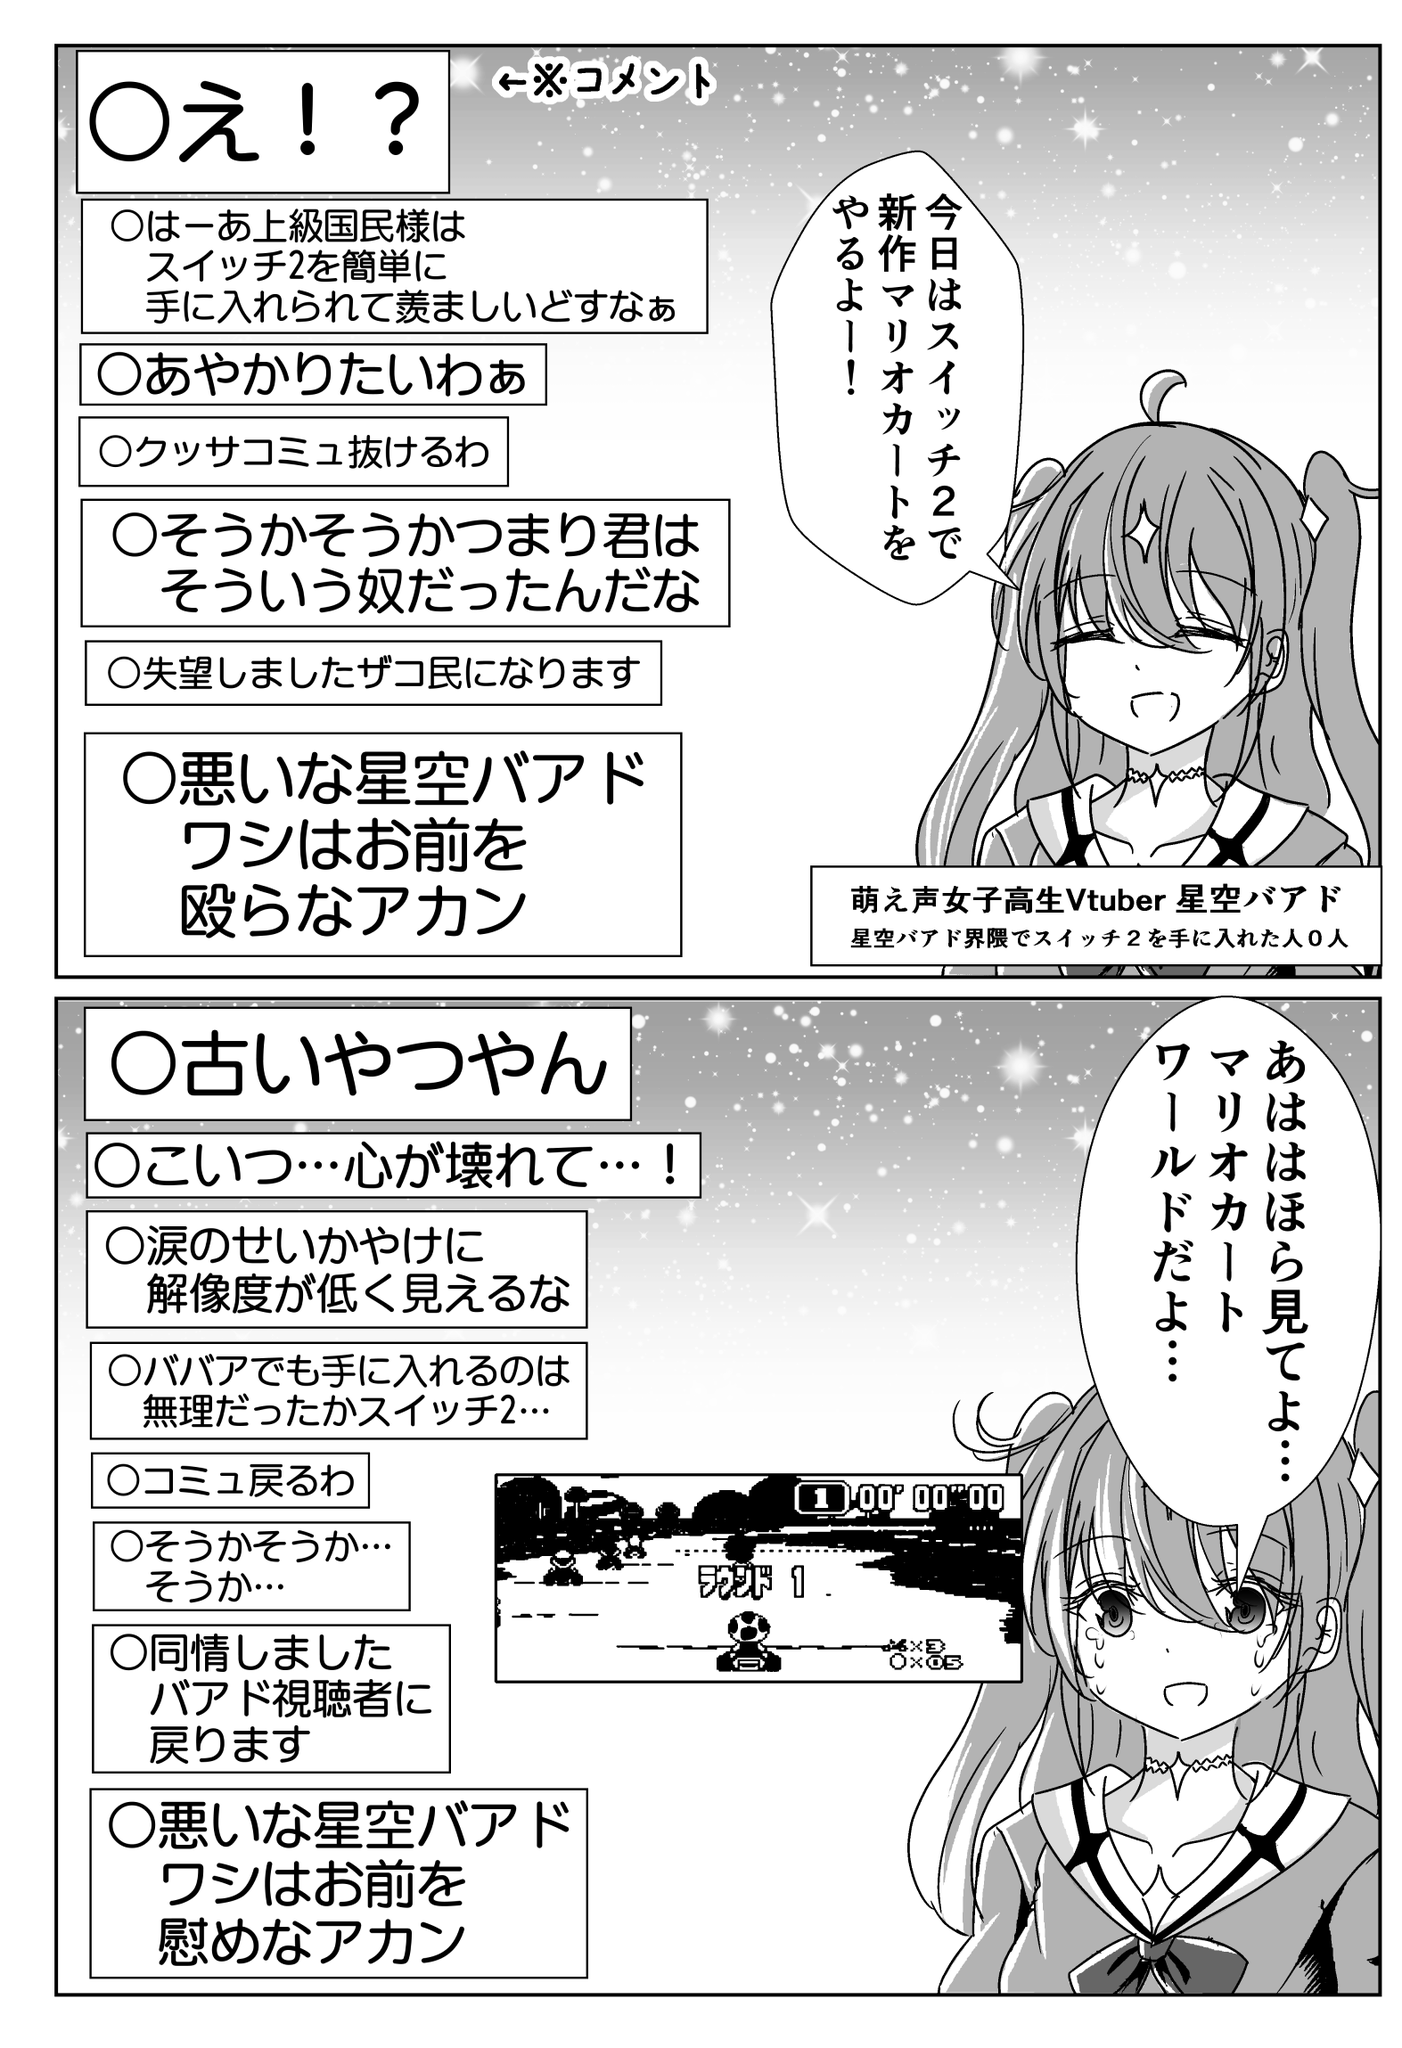 ←※コメント
今日はスイッチ2で
新作マリオカートを
やるよー！
○え！？
○はーあ上級国民様は
スイッチ2を簡単に
手に入れられて羨ましいどすなぁ
○あやかりたいわぁ
○クッサコミュ抜けるわ
○そうかそうかつまり君は
そういう奴だったんだな
○失望しましたザコ民になります
○悪いな星空バアド
ワシはお前を
殴らなアカン
萌え声女子高生Vtuber 星空バアド
星空バアド界隈でスイッチ２を手に入れた人０人
あははほら見てよ…
マリオカート
ワールドだよ…
○古いやつやん
○こいつ…心が壊れて…！
○涙のせいかやけに
解像度が低く見えるな
○ババアでも手に入れるのは
無理だったかスイッチ2…
○コミュ戻るわ
○そうかそうか…
そうか…
○同情しました
バアド視聴者に
戻ります
○悪いな星空バアド
ワシはお前を
慰めなアカン
1 00'00"00
ラウンド 1
×3
×05